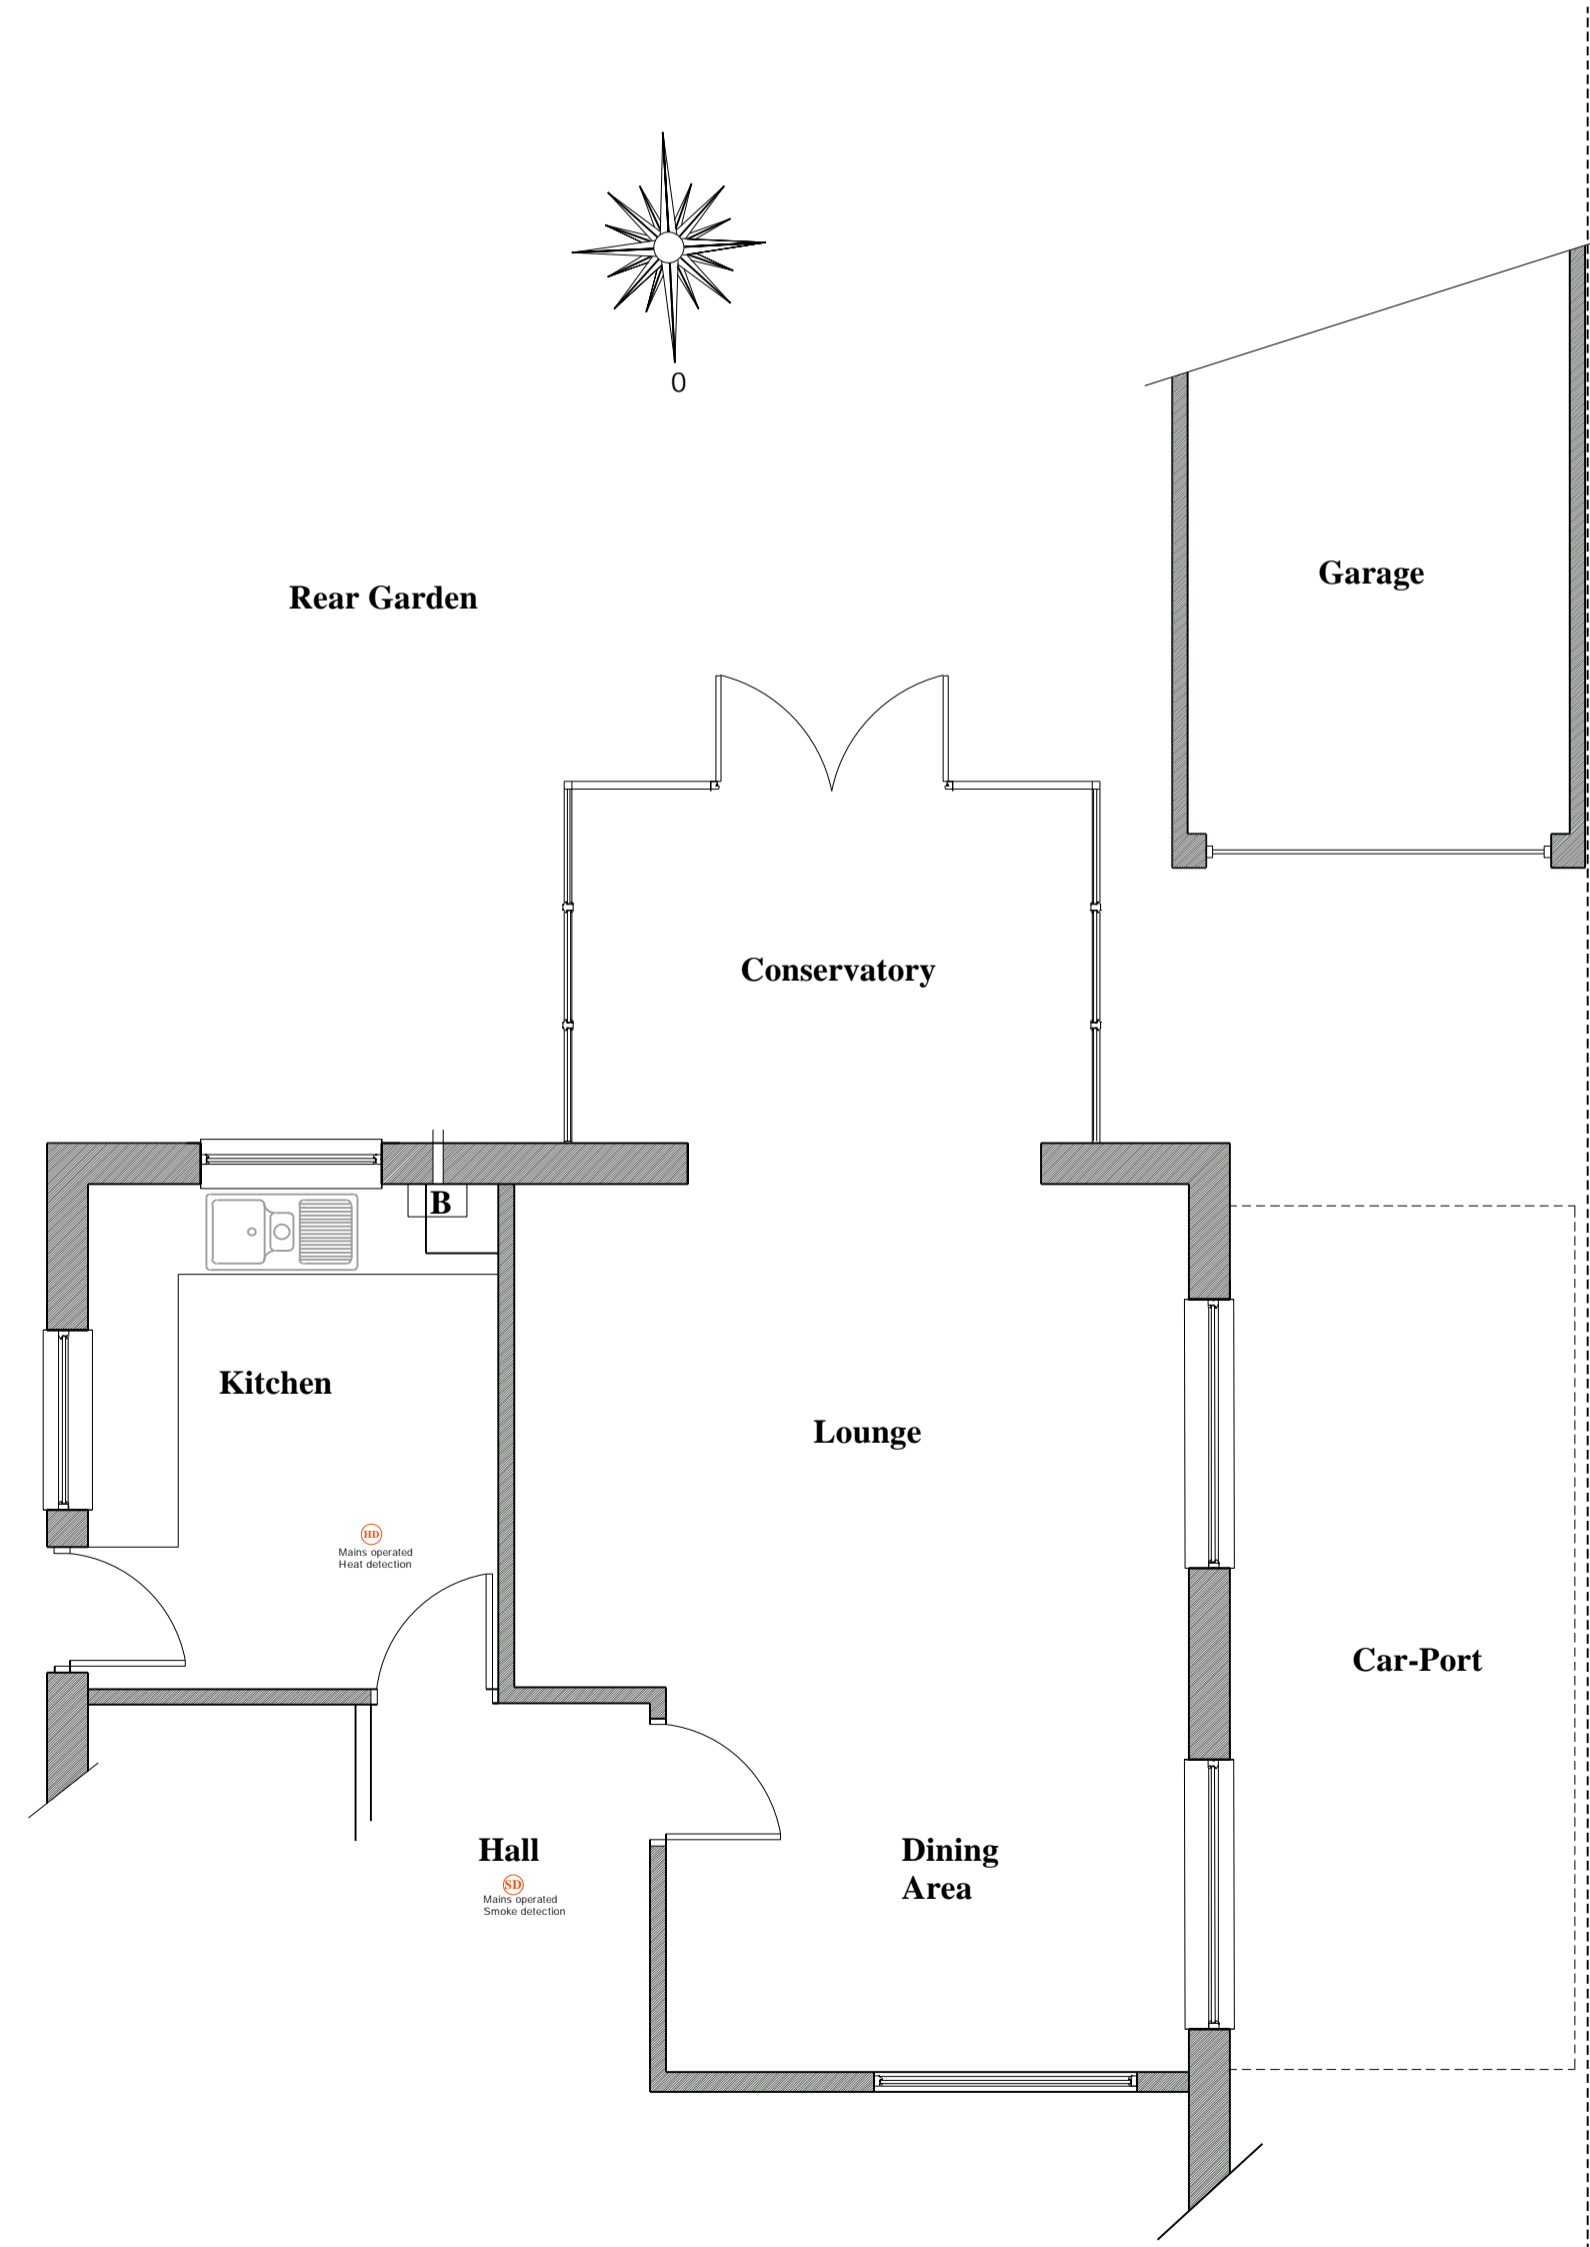 0
Garage
Rear Garden
Conservatory
B
Kitchen
Lounge
HD
Mains operated
Heat detection
Car-Port
Hall
SD
Mains operated
Smoke detection
Dining
Area